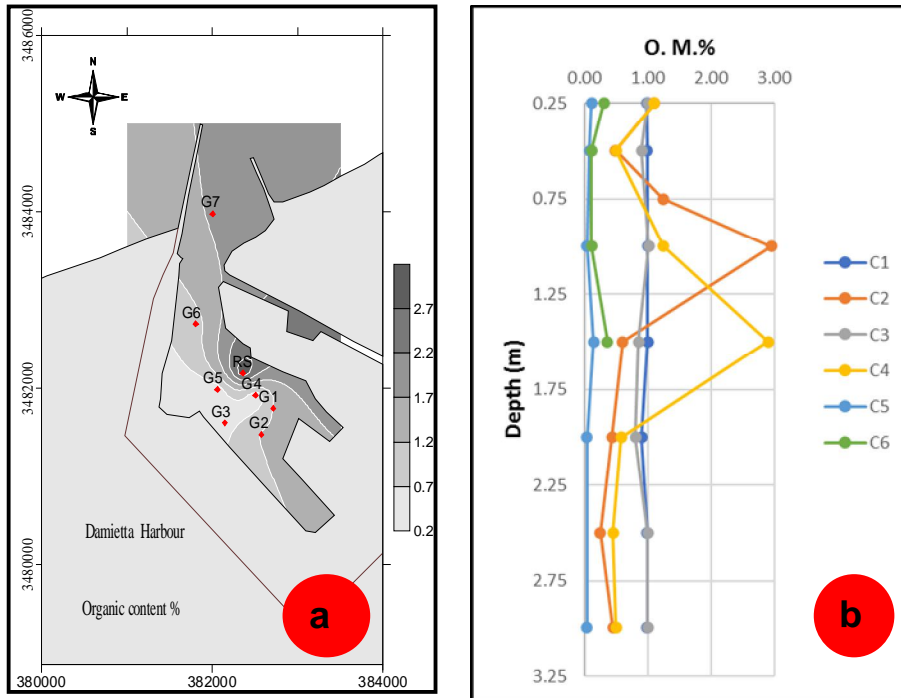 3486000
3484000
3482000
3480000
N
W E
S
G7
G6
RS
G5 G4
G1
G3
G2
2.7
2.2
1.7
1.2
0.7
0.2
Damietta Harbour
Organic content %
a
380000 382000 384000
O. M.%
0.00 1.00 2.00 3.00
0.25
0.75
1.25
1.75
2.25
2.75
3.25
Depth (m)
C1
C2
C3
C4
C5
C6
b